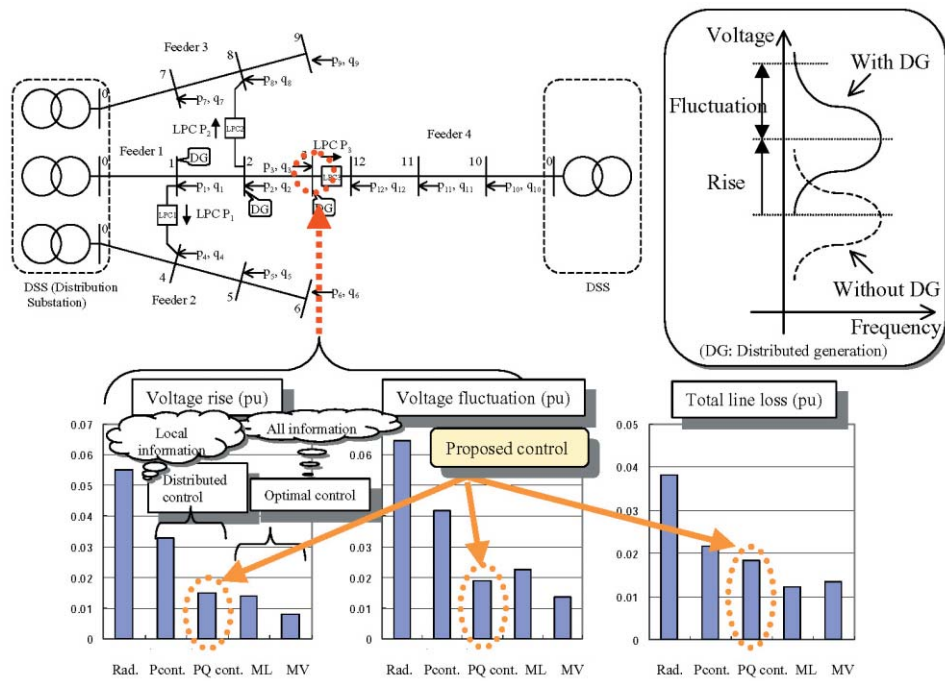 Feeder 3
7
8
9
p7, q7
p8, q8
p9, q9
0
LPC P2
LPC2
Feeder 1
0
1
DG
p1, q1
2
p2, q2
DG
p3, q3
LPC P3
DG
12
p12, q12
Feeder 4
11
p11, q11
10
p10, q10
0
LPC1
LPC P1
0
4
p4, q4
5
p5, q5
6
p6, q6
Feeder 2
DSS (Distribution
Substation)
DSS
Voltage
With DG
Fluctuation
Rise
Without DG
Frequency
(DG: Distributed generation)
Voltage rise (pu)
Local
information
All information
Distributed
control
Optimal control
0.07
0.06
0.05
0.04
0.03
0.02
0.01
0
Rad. Pcont. PQ cont. ML MV
Voltage fluctuation (pu)
Proposed control
0.06
0.05
0.04
0.03
0.02
0.01
0
Rad. Pcont. PQ cont. ML MV
Total line loss (pu)
0.05
0.04
0.03
0.02
0.01
0
Rad. Pcont. PQ cont. ML MV